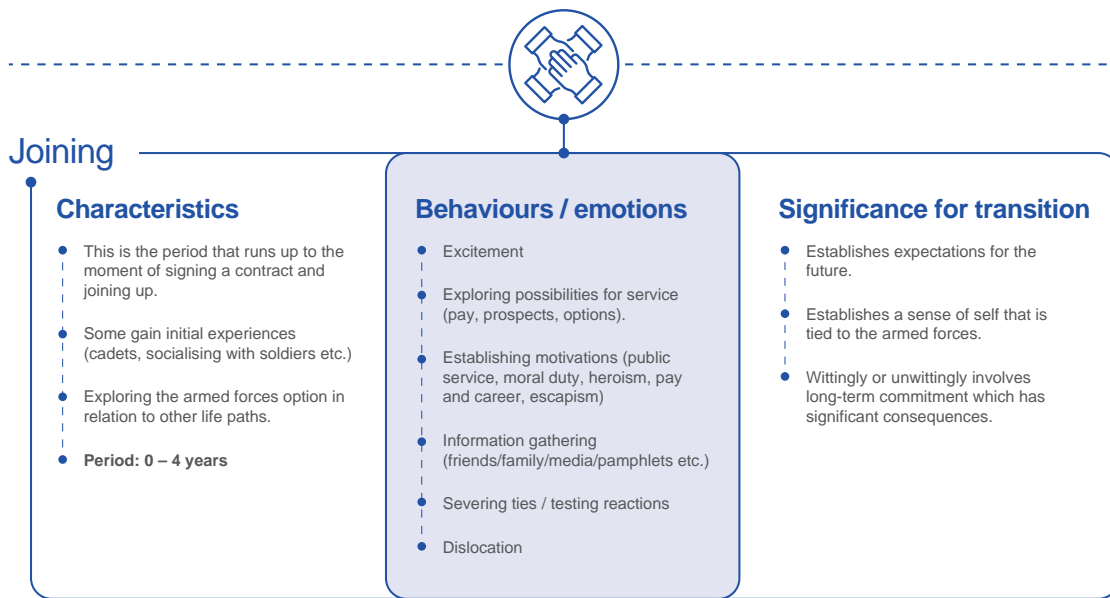 Joining
Characteristics
This is the period that runs up to the
moment of signing a contract and
joining up.
Some gain initial experiences
(cadets, socialising with soldiers etc.)
Exploring the armed forces option in
relation to other life paths.
Period: 0 – 4 years
Behaviours / emotions
Excitement
Exploring possibilities for service
(pay, prospects, options).
Establishing motivations (public
service, moral duty, heroism, pay
and career, escapism)
Information gathering
(friends/family/media/pamphlets etc.)
Severing ties / testing reactions
Dislocation
Significance for transition
Establishes expectations for the
future.
Establishes a sense of self that is
tied to the armed forces.
Wittingly or unwittingly involves
long-term commitment which has
significant consequences.